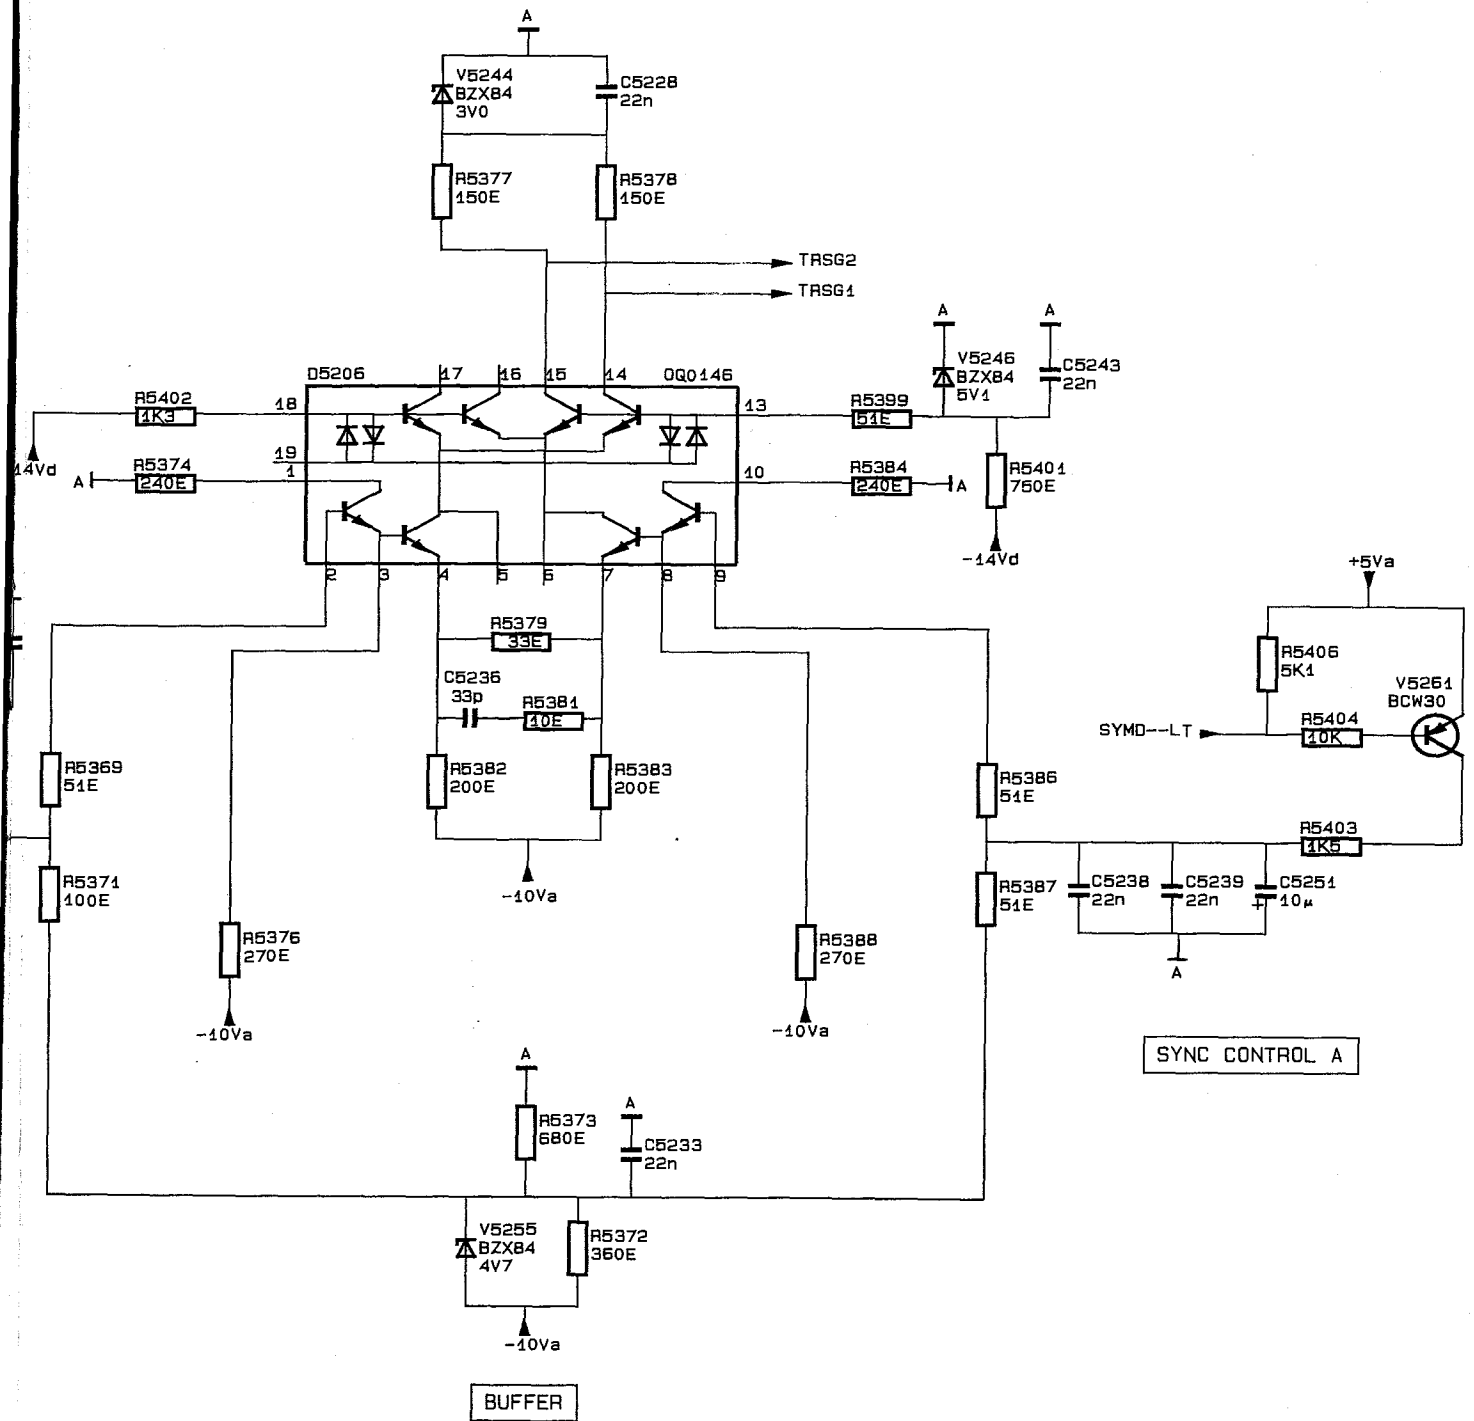 A
V5244
BZX84
3V0
C5228
22n
R5377
150E
R5378
150E
TRSG2
TRSG1
A
A
V5246
BZX84
5V1
C5243
22n
D5206
17
16
15
14
OQ0146
R5402
1K3
18
13
R5399
51E
14Vd
19
R5374
240E
1
A
10
R5384
240E
A
R5401
750E
-14Vd
2
3
4
5
6
7
8
9
+5Va
R5379
33E
R5406
5K1
C5236
33p
R5381
10E
V5261
BCW30
SYMD--LT
R5404
10K
R5369
51E
R5382
200E
R5383
200E
R5386
51E
R5403
1K5
R5371
100E
-10Va
R5387
51E
C5238
22n
C5239
22n
C5251
10µ
+
R5376
270E
R5388
270E
A
-10Va
-10Va
SYNC CONTROL A
A
R5373
680E
A
C5233
22n
V5255
BZX84
4V7
R5372
360E
-10Va
BUFFER